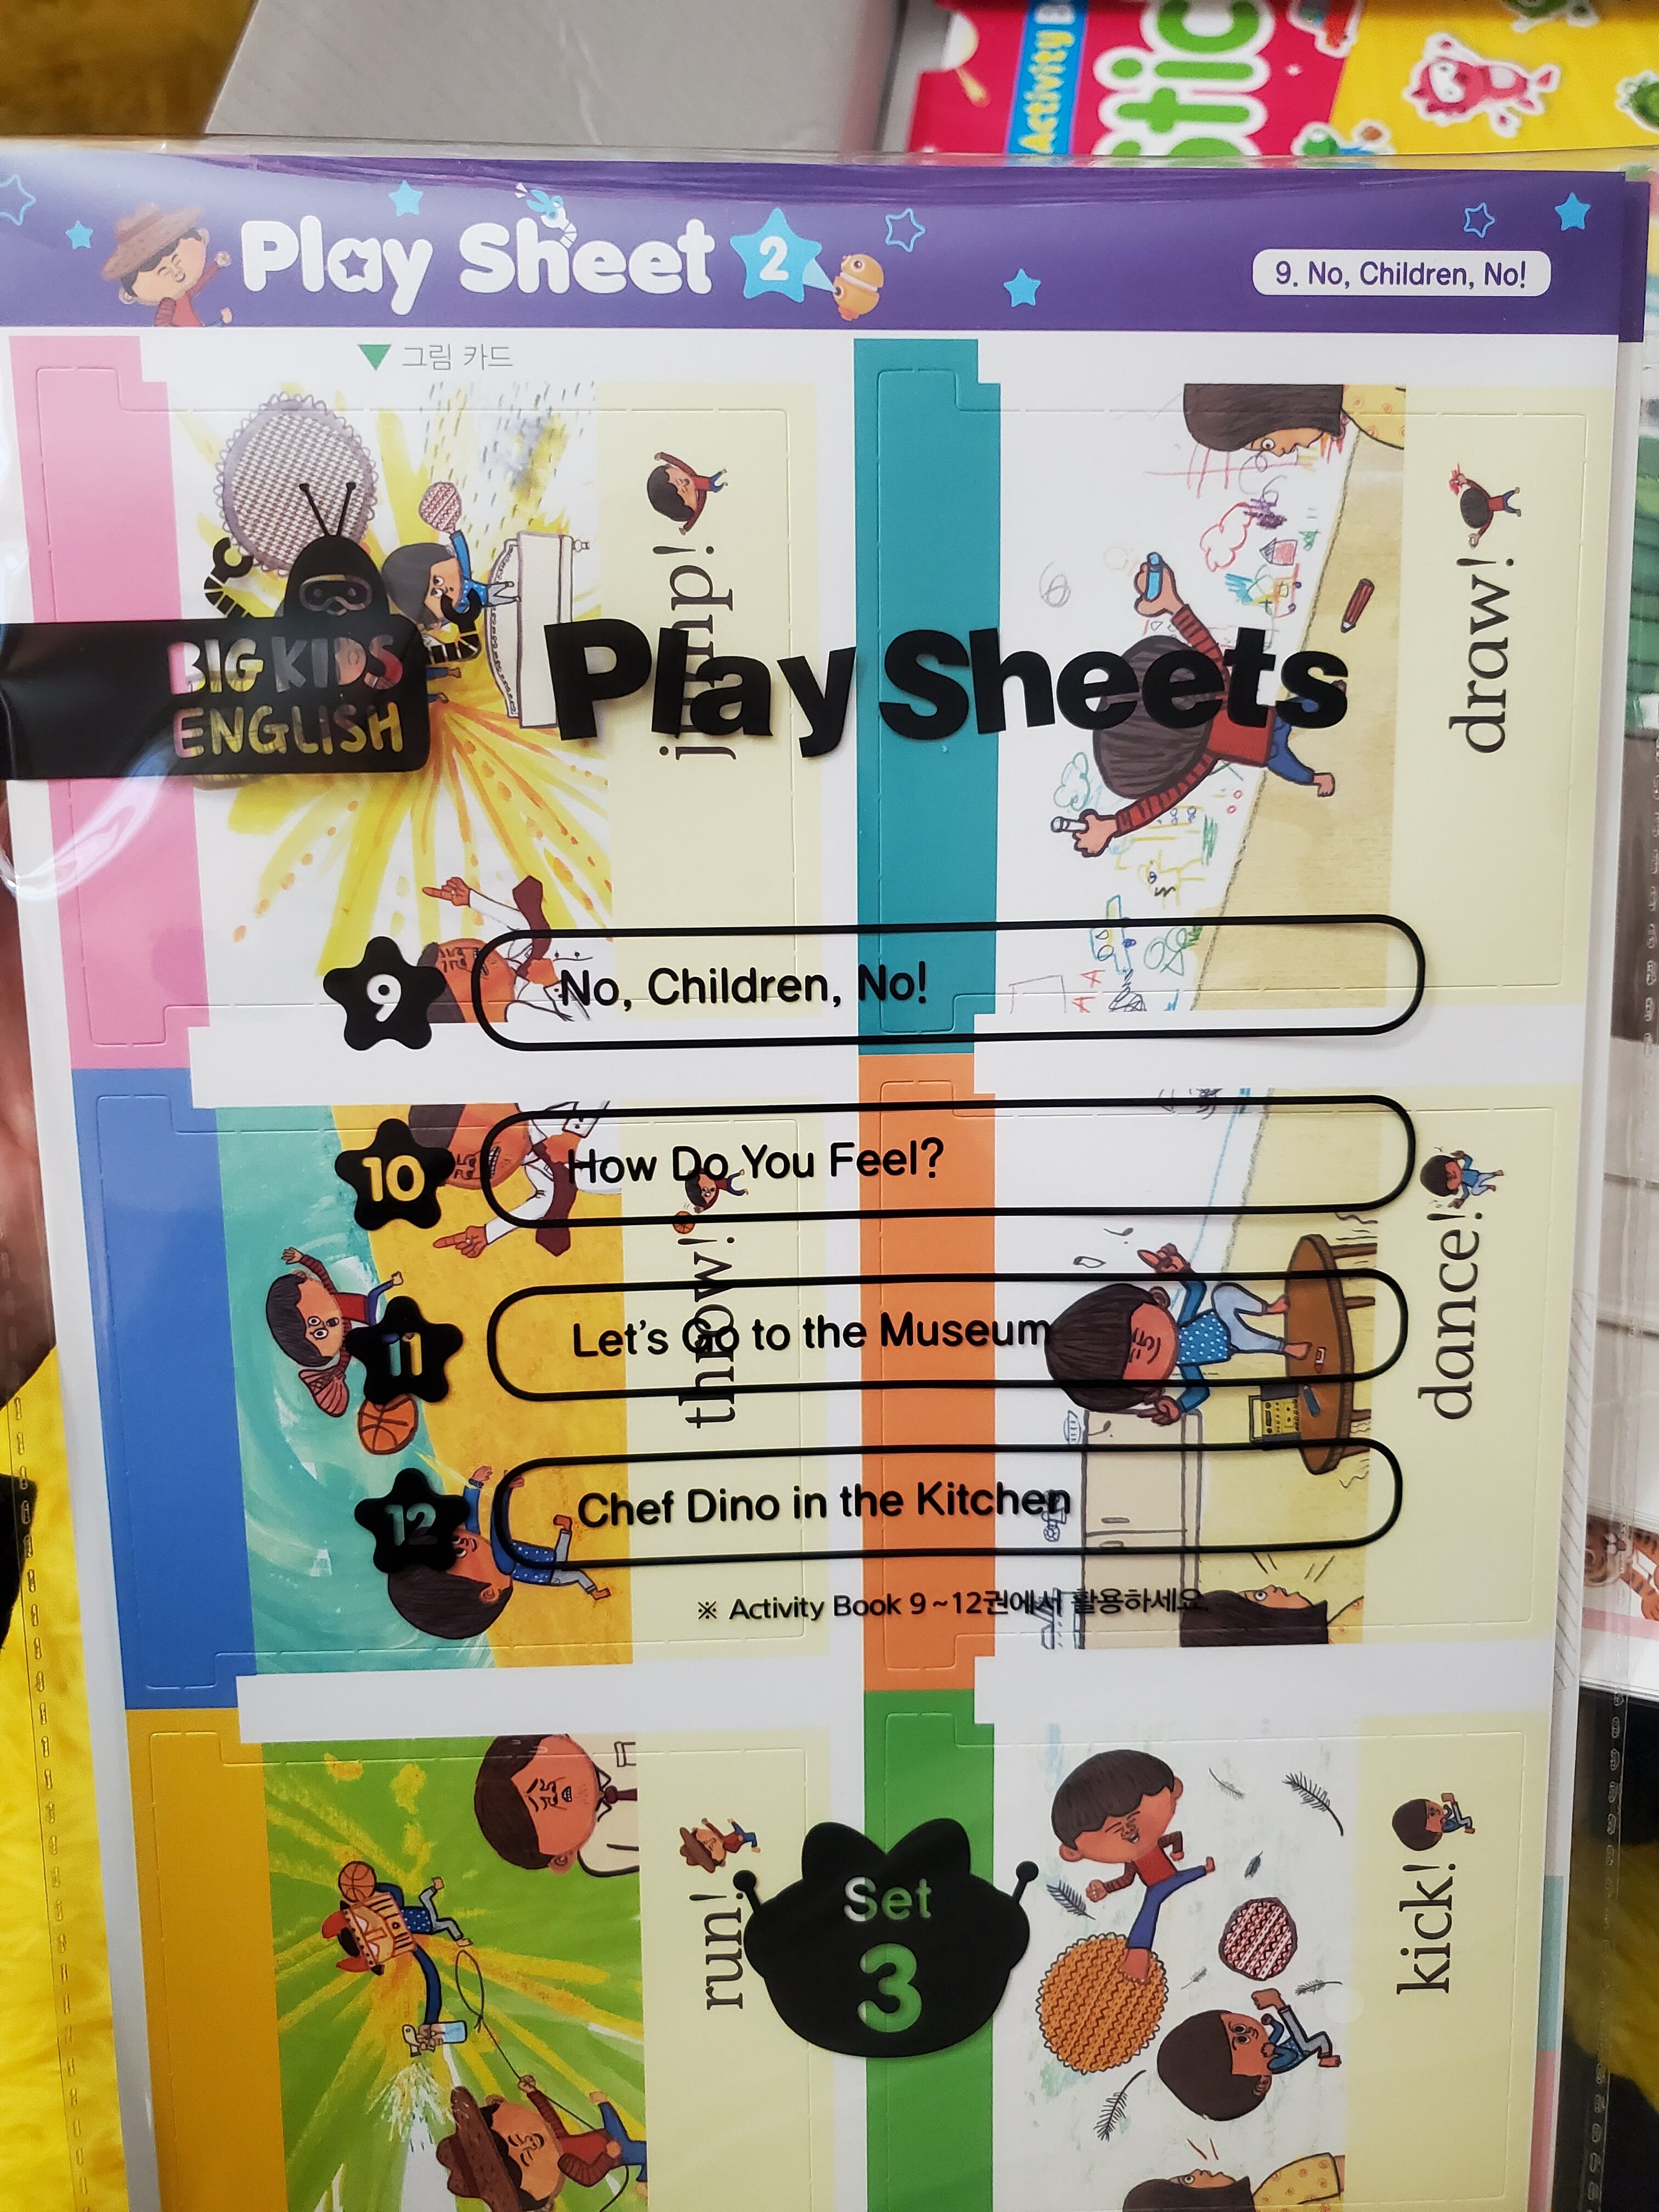 Activity B
Stic
Play Sheet 2
9. No, Children, No!
▼ 그림 카드
jump!
draw!
BIG KIDS
ENGLISH
Play Sheets
9 No, Children, No!
10 How Do You Feel?
11 Let's Go to the Museum
12 Chef Dino in the Kitchen
※ Activity Book 9~12권에서 활용하세요.
throw!
dance!
run!
kick!
Set
3